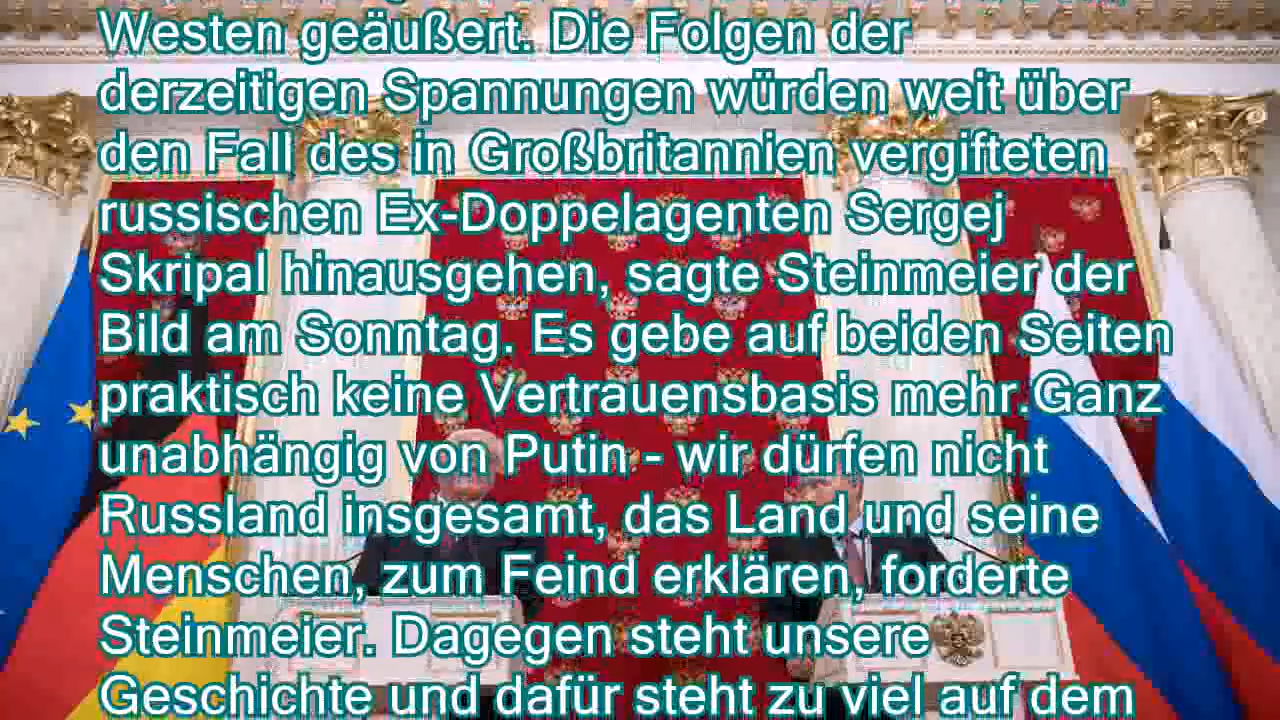 Westen geäußert. Die Folgen der
derzeitigen Spannungen würden weit über
den Fall des in Großbritannien vergifteten
russischen Ex-Doppelagenten Sergej
Skripal hinausgehen, sagte Steinmeier der
Bild am Sonntag. Es gebe auf beiden Seiten
praktisch keine Vertrauensbasis mehr.Ganz
unabhängig von Putin - wir dürfen nicht
Russland insgesamt, das Land und seine
Menschen, zum Feind erklären, forderte
Steinmeier. Dagegen steht unsere
Geschichte und dafür steht zu viel auf dem